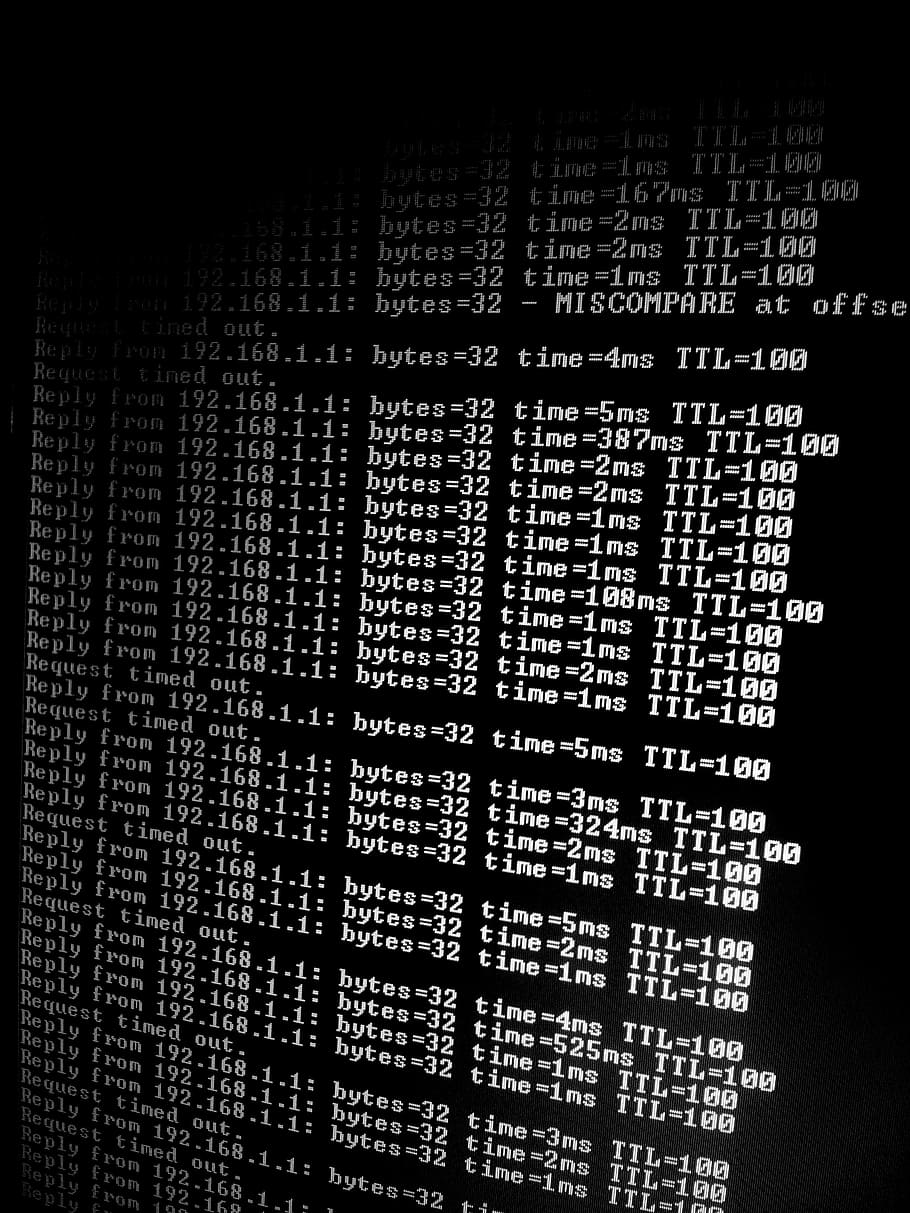 time=2ms TTL=100
bytes=32 time=1ms TTL=100
bytes=32 time=1ms TTL=100
bytes=32 time=167ms TTL=100
.168.1.1: bytes=32 time=2ms TTL=100
192.168.1.1: bytes=32 time=2ms TTL=100
Reply from 192.168.1.1: bytes=32 time=1ms TTL=100
Reply from 192.168.1.1: bytes=32 - MISCOMPARE at offse
Request timed out.
Reply from 192.168.1.1: bytes=32 time=4ms TTL=100
Request timed out.
Reply from 192.168.1.1: bytes=32 time=5ms TTL=100
Reply from 192.168.1.1: bytes=32 time=387ms TTL=100
Reply from 192.168.1.1: bytes=32 time=2ms TTL=100
Reply from 192.168.1.1: bytes=32 time=2ms TTL=100
Reply from 192.168.1.1: bytes=32 time=1ms TTL=100
Reply from 192.168.1.1: bytes=32 time=1ms TTL=100
Reply from 192.168.1.1: bytes=32 time=1ms TTL=100
Reply from 192.168.1.1: bytes=32 time=108ms TTL=100
Reply from 192.168.1.1: bytes=32 time=1ms TTL=100
Reply from 192.168.1.1: bytes=32 time=1ms TTL=100
Reply from 192.168.1.1: bytes=32 time=2ms TTL=100
Reply from 192.168.1.1: bytes=32 time=1ms TTL=100
Request timed out.
Reply from 192.168.1.1: bytes=32 time=5ms TTL=100
Request timed out.
Reply from 192.168.1.1: bytes=32 time=3ms TTL=100
Reply from 192.168.1.1: bytes=32 time=324ms TTL=100
Reply from 192.168.1.1: bytes=32 time=2ms TTL=100
Reply from 192.168.1.1: bytes=32 time=1ms TTL=100
Request timed out.
Reply from 192.168.1.1: bytes=32 time=5ms TTL=100
Reply from 192.168.1.1: bytes=32 time=2ms TTL=100
Reply from 192.168.1.1: bytes=32 time=1ms TTL=100
Request timed out.
Reply from 192.168.1.1: bytes=32 time=4ms TTL=100
Reply from 192.168.1.1: bytes=32 time=525ms TTL=100
Reply from 192.168.1.1: bytes=32 time=1ms TTL=100
Reply from 192.168.1.1: bytes=32 time=1ms TTL=100
Request timed out.
Reply from 192.168.1.1: bytes=32 time=3ms TTL=100
Reply from 192.168.1.1: bytes=32 time=2ms TTL=100
Reply from 192.168.1.1: bytes=32 time=1ms TTL=100
Request timed out.
Reply from 192.168.1.1: bytes=32
Request timed out.
Reply from 192.168.1.1:
Reply from